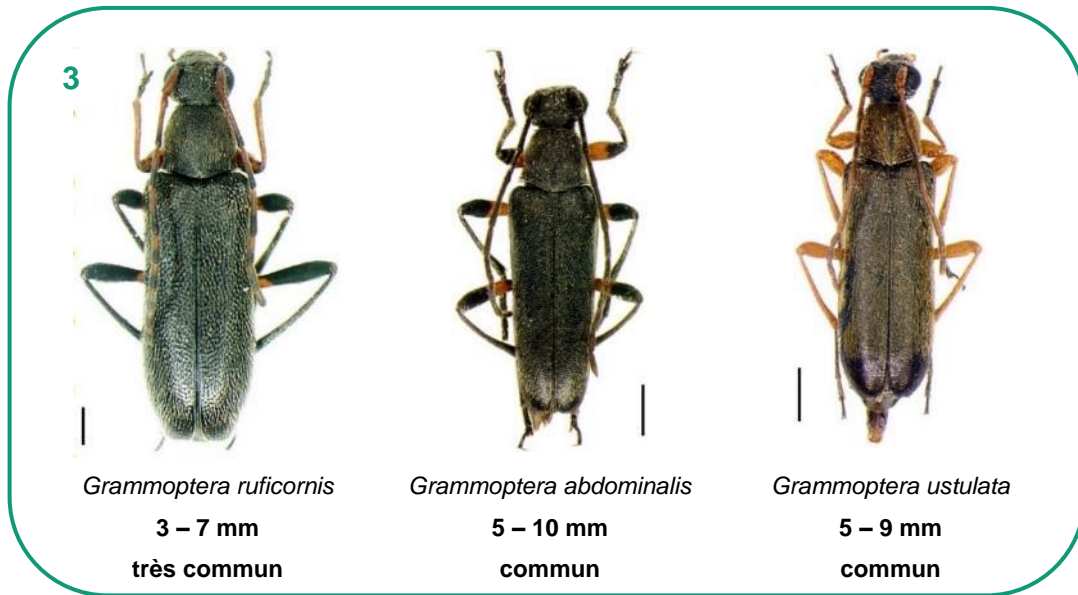 3
Grammoptera ruficornis
3 – 7 mm
très commun
Grammoptera abdominalis
5 – 10 mm
commun
Grammoptera ustulata
5 – 9 mm
commun